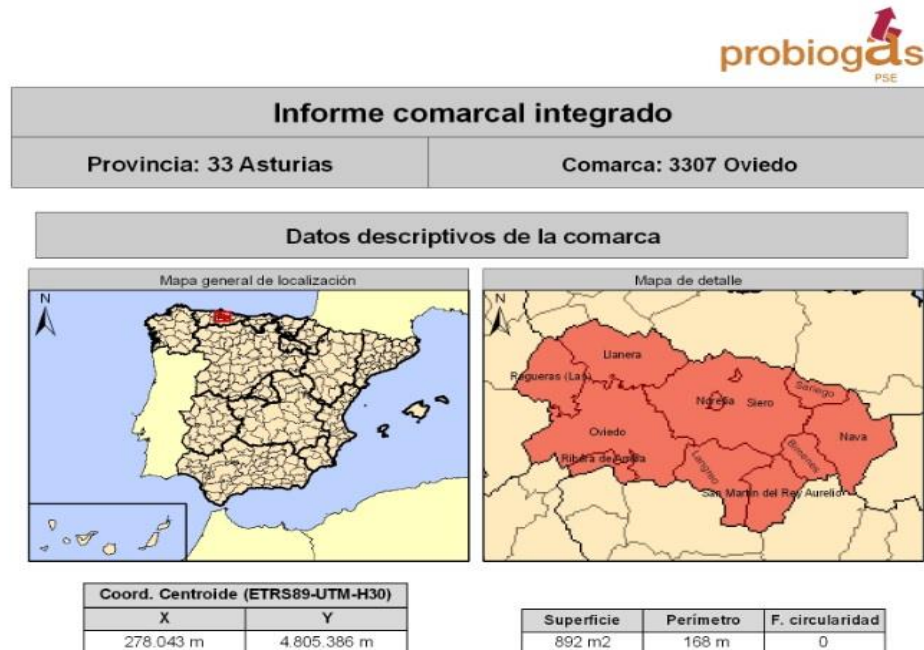 probiogas
PSE
Informe comarcal integrado
Provincia: 33 Asturias
Comarca: 3307 Oviedo
Datos descriptivos de la comarca
Mapa general de localización
Mapa de detalle
N
N
Llanera
Regueras (Las)
Sariego
Noreña
Siero
Oviedo
Nava
Ribera de Arriba
Langreo
Bimenes
San Martín del Rey Aurelio
Coord. Centroide (ETRS89-UTM-H30)
X Y
278.043 m 4.805.386 m
Superficie Perímetro F. circularidad
892 m2 168 m 0